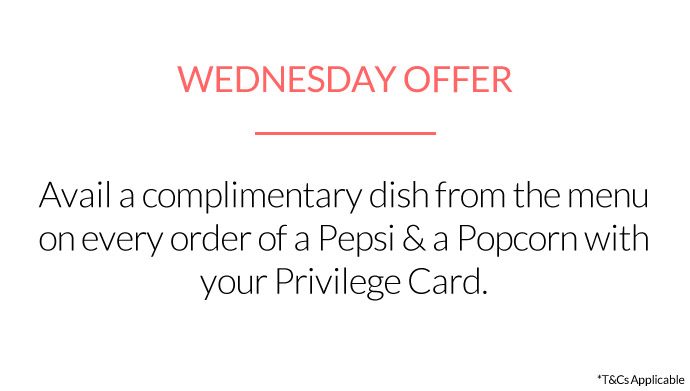 WEDNESDAY OFFER
Avail a complimentary dish from the menu
on every order of a Pepsi & a Popcorn with
your Privilege Card.
*T&Cs Applicable